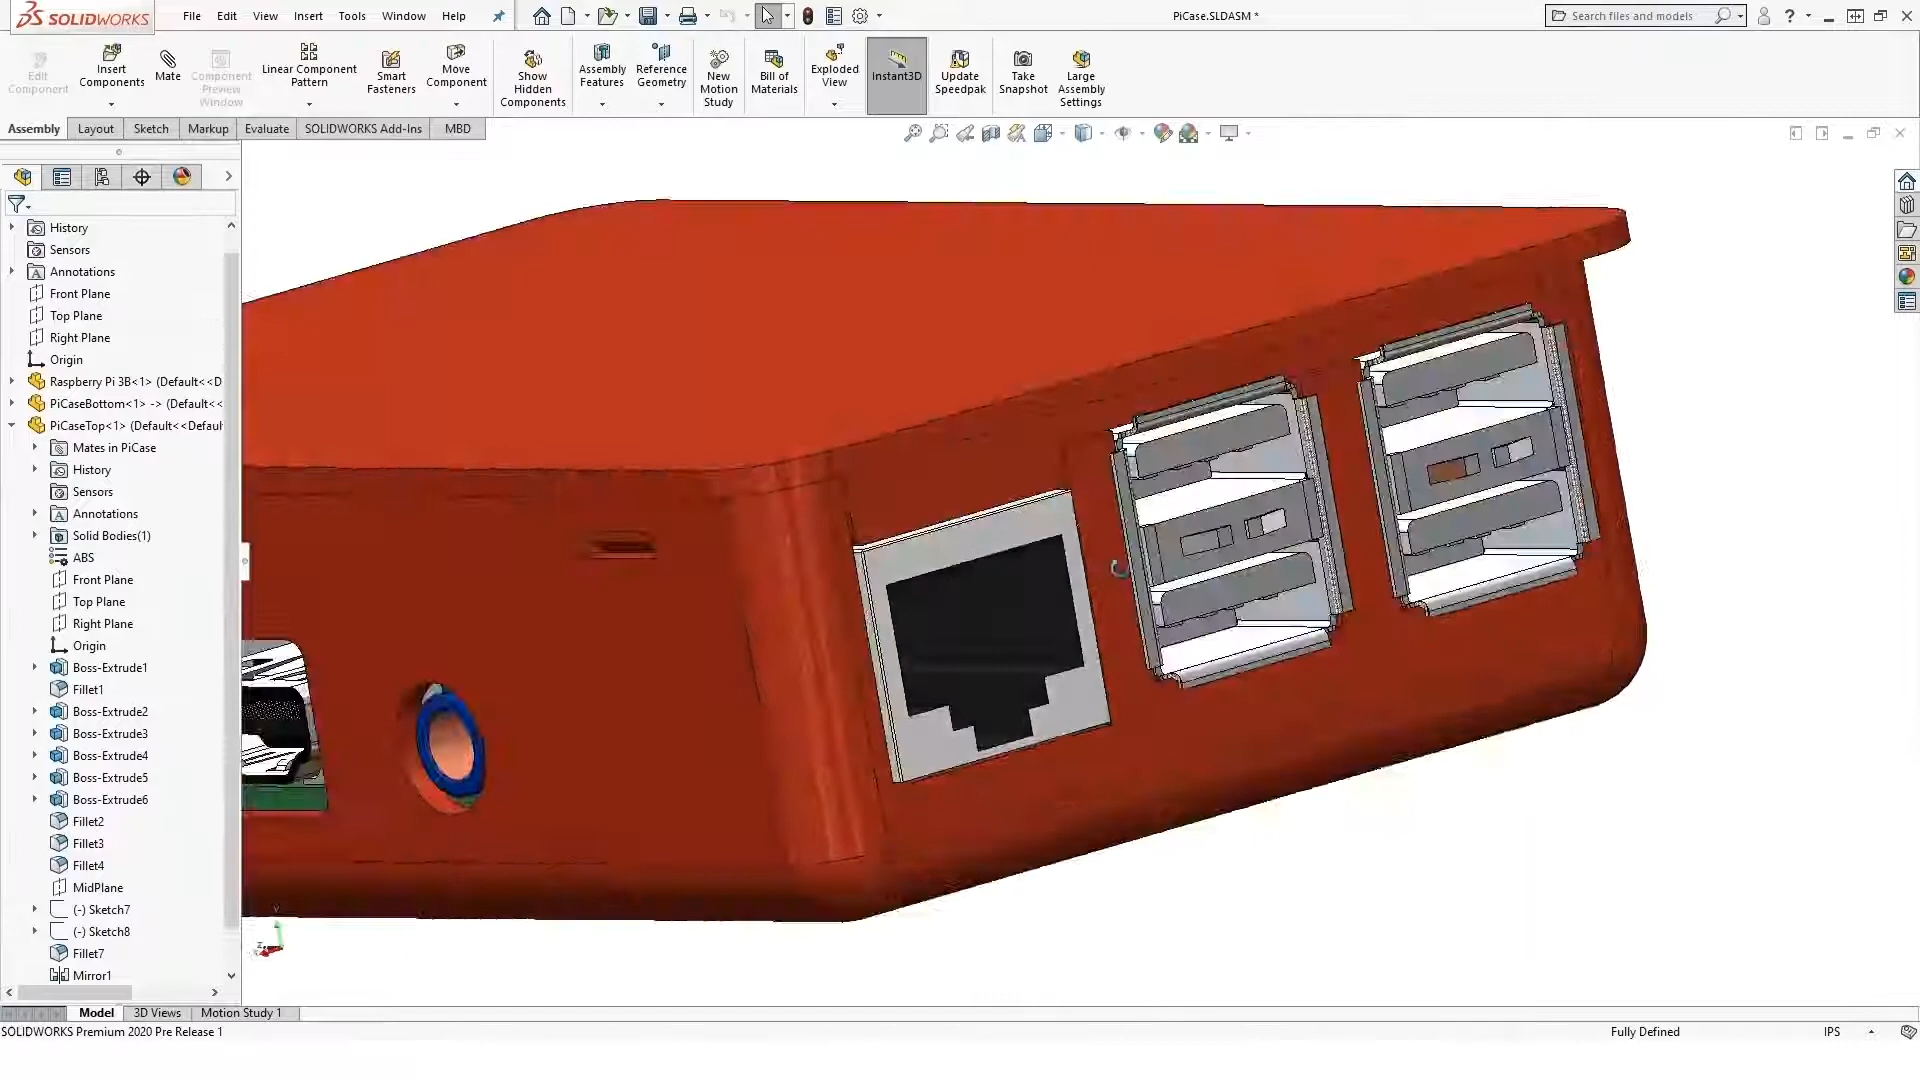 SOLIDWORKS File Edit View Insert Tools Window Help PiCase.SLDASM * Search files and models ?
Edit Component
Insert Components
Mate
Component Preview Window
Linear Component Pattern
Smart Fasteners
Move Component
Show Hidden Components
Assembly Features
Reference Geometry
New Motion Study
Bill of Materials
Exploded View
Instant3D
Update Speedpak
Take Snapshot
Large Assembly Settings
Assembly Layout Sketch Markup Evaluate SOLIDWORKS Add-Ins MBD
History
Sensors
Annotations
Front Plane
Top Plane
Right Plane
Origin
Raspberry Pi 3B<1> (Default<<D
PiCaseBottom<1> -> (Default<<
PiCaseTop<1> (Default<<Defaul
Mates in PiCase
History
Sensors
Annotations
Solid Bodies(1)
ABS
Front Plane
Top Plane
Right Plane
Origin
Boss-Extrude1
Fillet1
Boss-Extrude2
Boss-Extrude3
Boss-Extrude4
Boss-Extrude5
Boss-Extrude6
Fillet2
Fillet3
Fillet4
MidPlane
(-) Sketch7
(-) Sketch8
Fillet7
Mirror1
Model 3D Views Motion Study 1
SOLIDWORKS Premium 2020 Pre Release 1 Fully Defined IPS